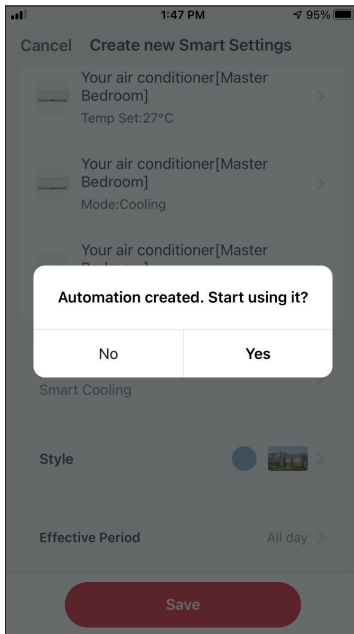 1:47 PM
95%
Cancel Create new Smart Settings
Your air conditioner[Master
Bedroom]
Temp Set:27°C
Your air conditioner[Master
Bedroom]
Mode:Cooling
Your air conditioner[Master
Automation created. Start using it?
No Yes
Smart Cooling
Style
Effective Period All day
Save